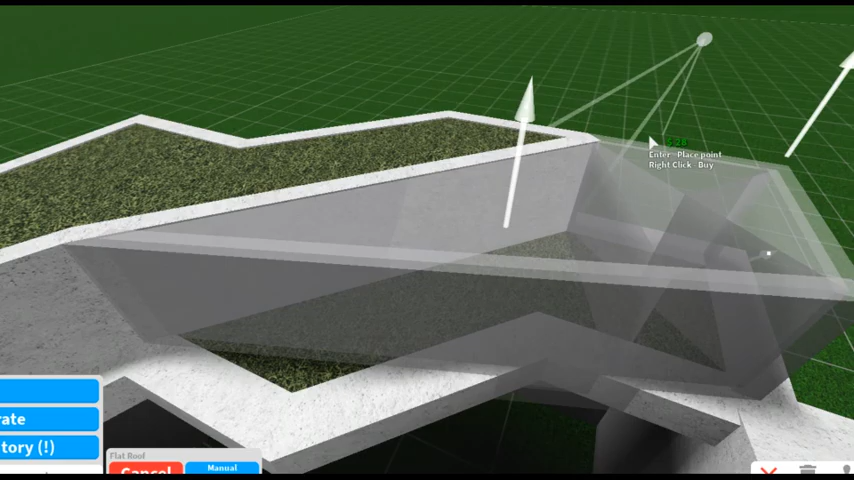 Enter - Place point
Right Click - Buy
rate
tory (!)
Flat Roof
Cancel
Manual